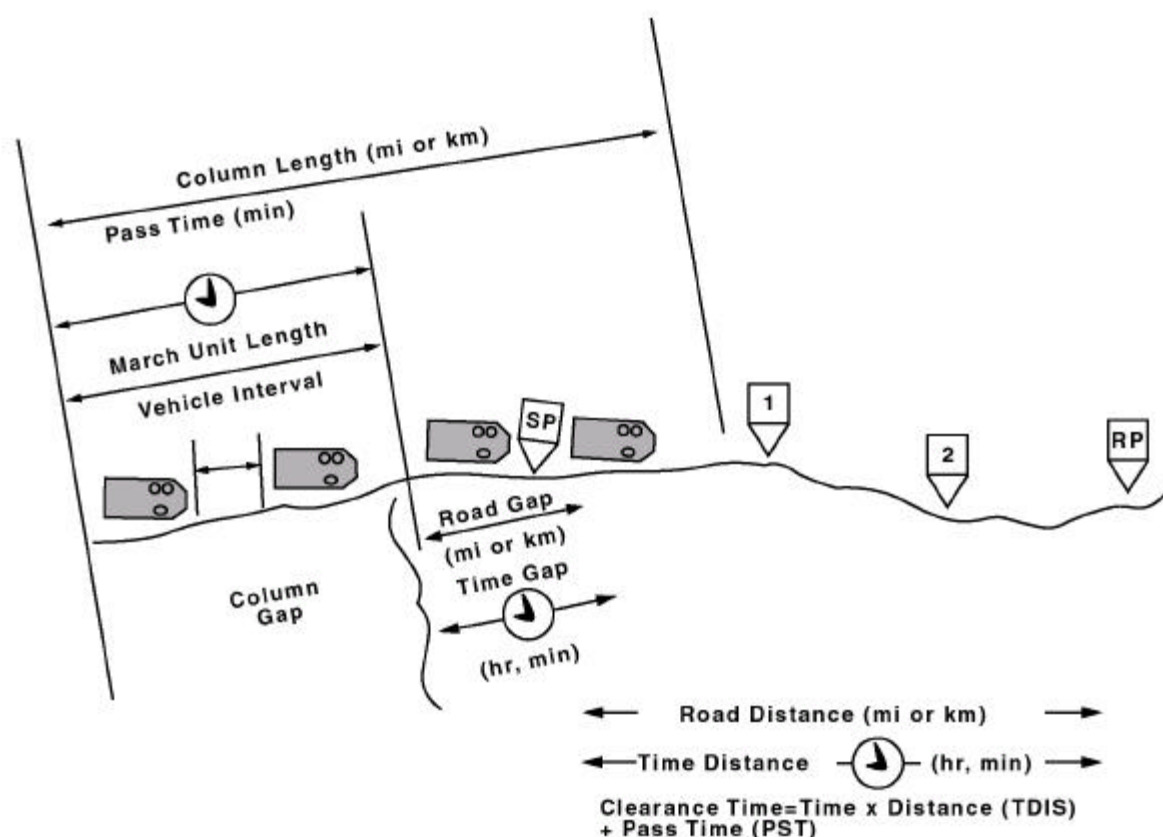 Column Length (mi or km)
Pass Time (min)
March Unit Length
Vehicle Interval
SP
1
2
RP
Road Gap
(mi or km)
Time Gap
(hr, min)
Column
Gap
Road Distance (mi or km)
Time Distance (hr, min)
Clearance Time=Time x Distance (TDIS)
+ Pass Time (PST)